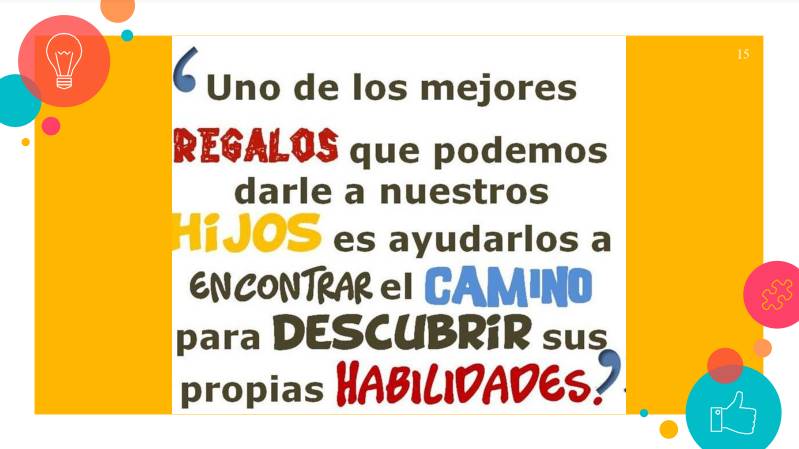 15
‘Uno de los mejores
REGALOS que podemos
darle a nuestros
HiJOS es ayudarlos a
ENCONTRAR el CAMINO
para DESCUBRiR sus
propias HABILIDADES.’